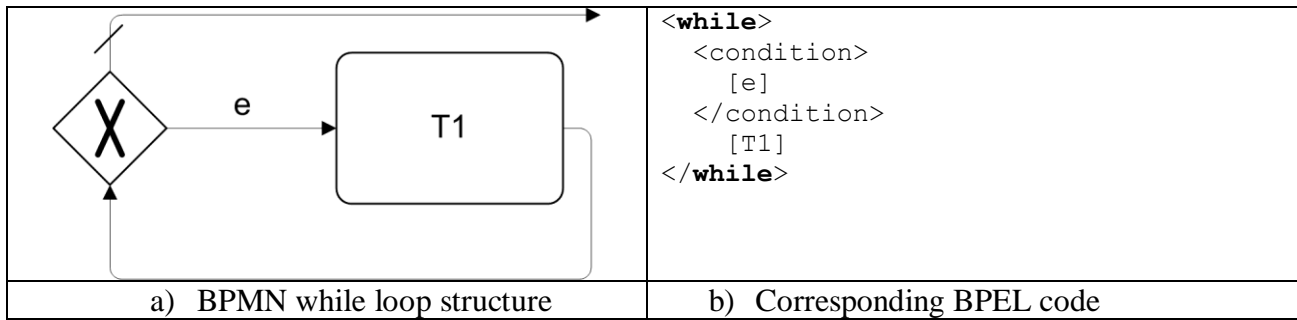 e
T1
<while>
<condition>
[e]
</condition>
[T1]
</while>
a) BPMN while loop structure
b) Corresponding BPEL code